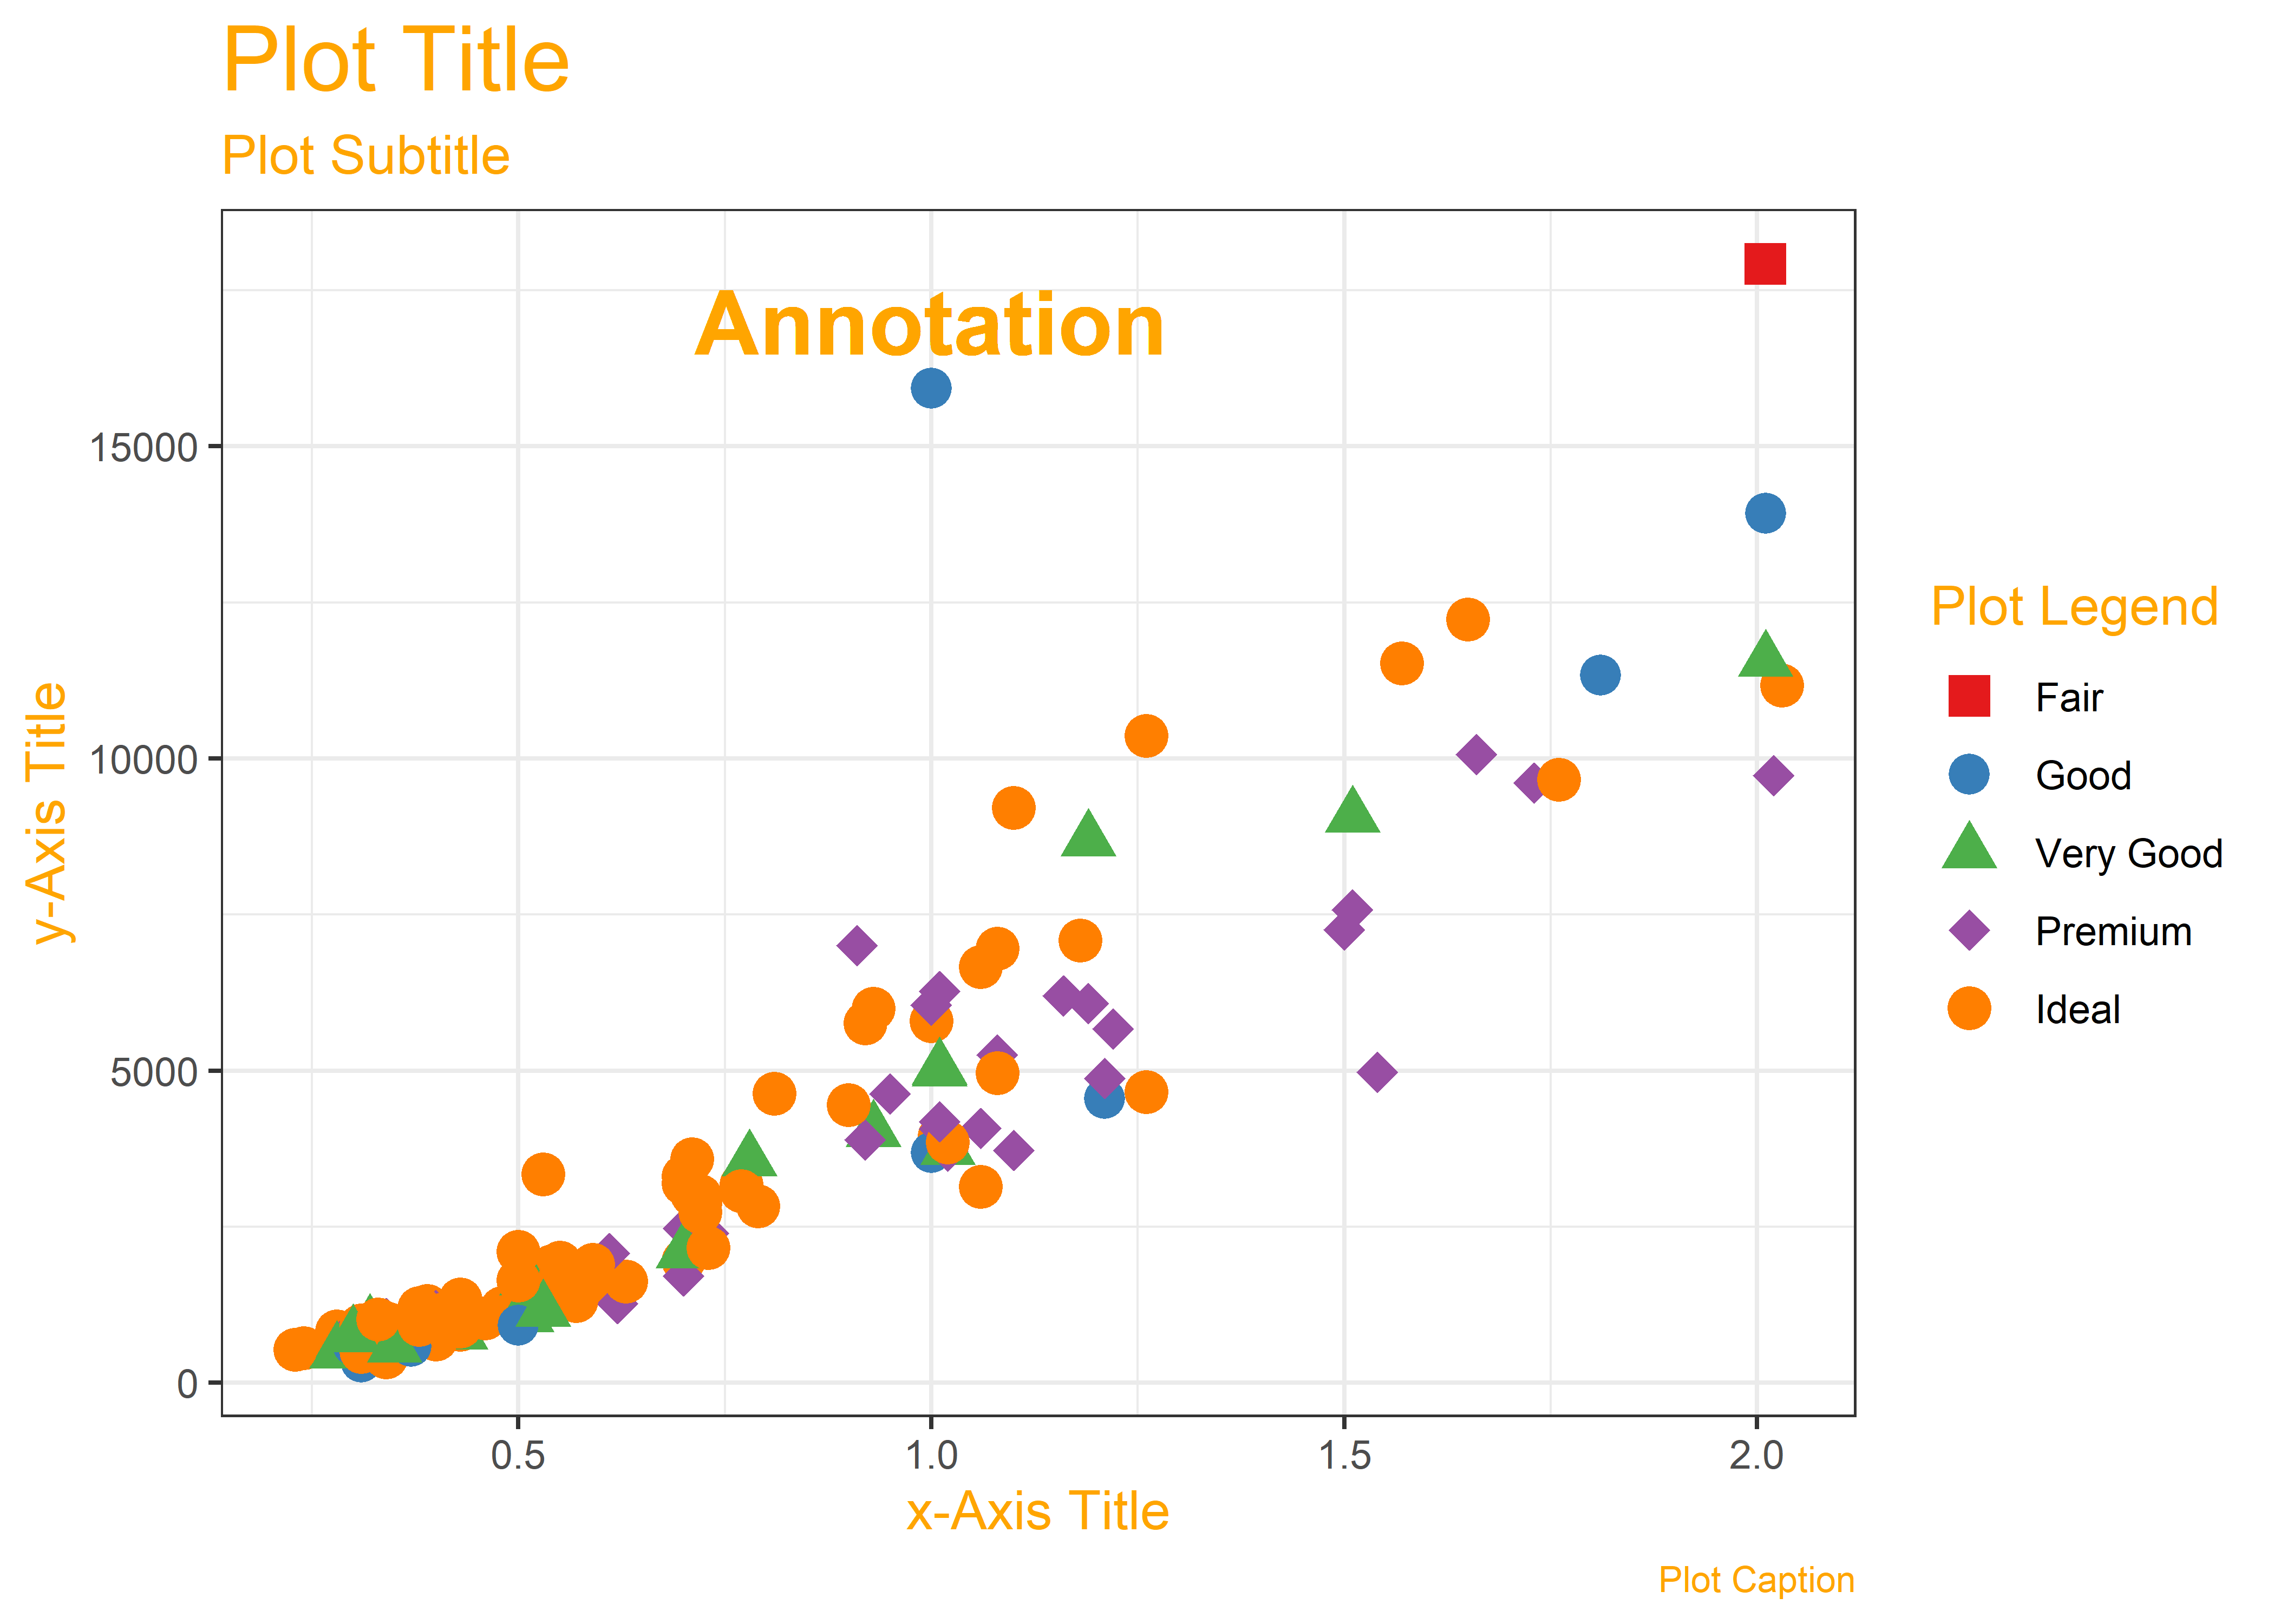 Plot Title
Plot Subtitle
Annotation
15000
10000
5000
0
y-Axis Title
0.5 1.0 1.5 2.0
x-Axis Title
Plot Legend
Fair
Good
Very Good
Premium
Ideal
Plot Caption